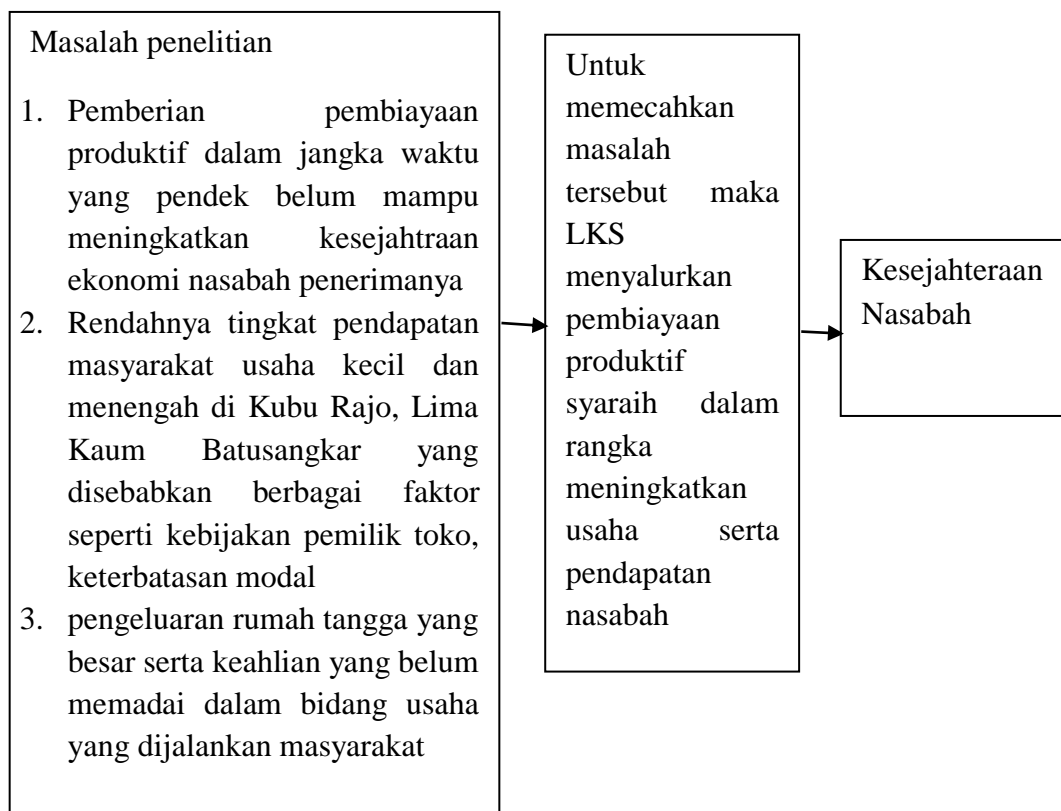 Masalah penelitian
1. Pemberian pembiayaan
produktif dalam jangka waktu
yang pendek belum mampu
meningkatkan kesejahtraan
ekonomi nasabah penerimanya
2. Rendahnya tingkat pendapatan
masyarakat usaha kecil dan
menengah di Kubu Rajo, Lima
Kaum Batusangkar yang
disebabkan berbagai faktor
seperti kebijakan pemilik toko,
keterbatasan modal
3. pengeluaran rumah tangga yang
besar serta keahlian yang belum
memadai dalam bidang usaha
yang dijalankan masyarakat
Untuk
memecahkan
masalah
tersebut maka
LKS
menyalurkan
pembiayaan
produktif
syaraih dalam
rangka
meningkatkan
usaha serta
pendapatan
nasabah
Kesejahteraan
Nasabah